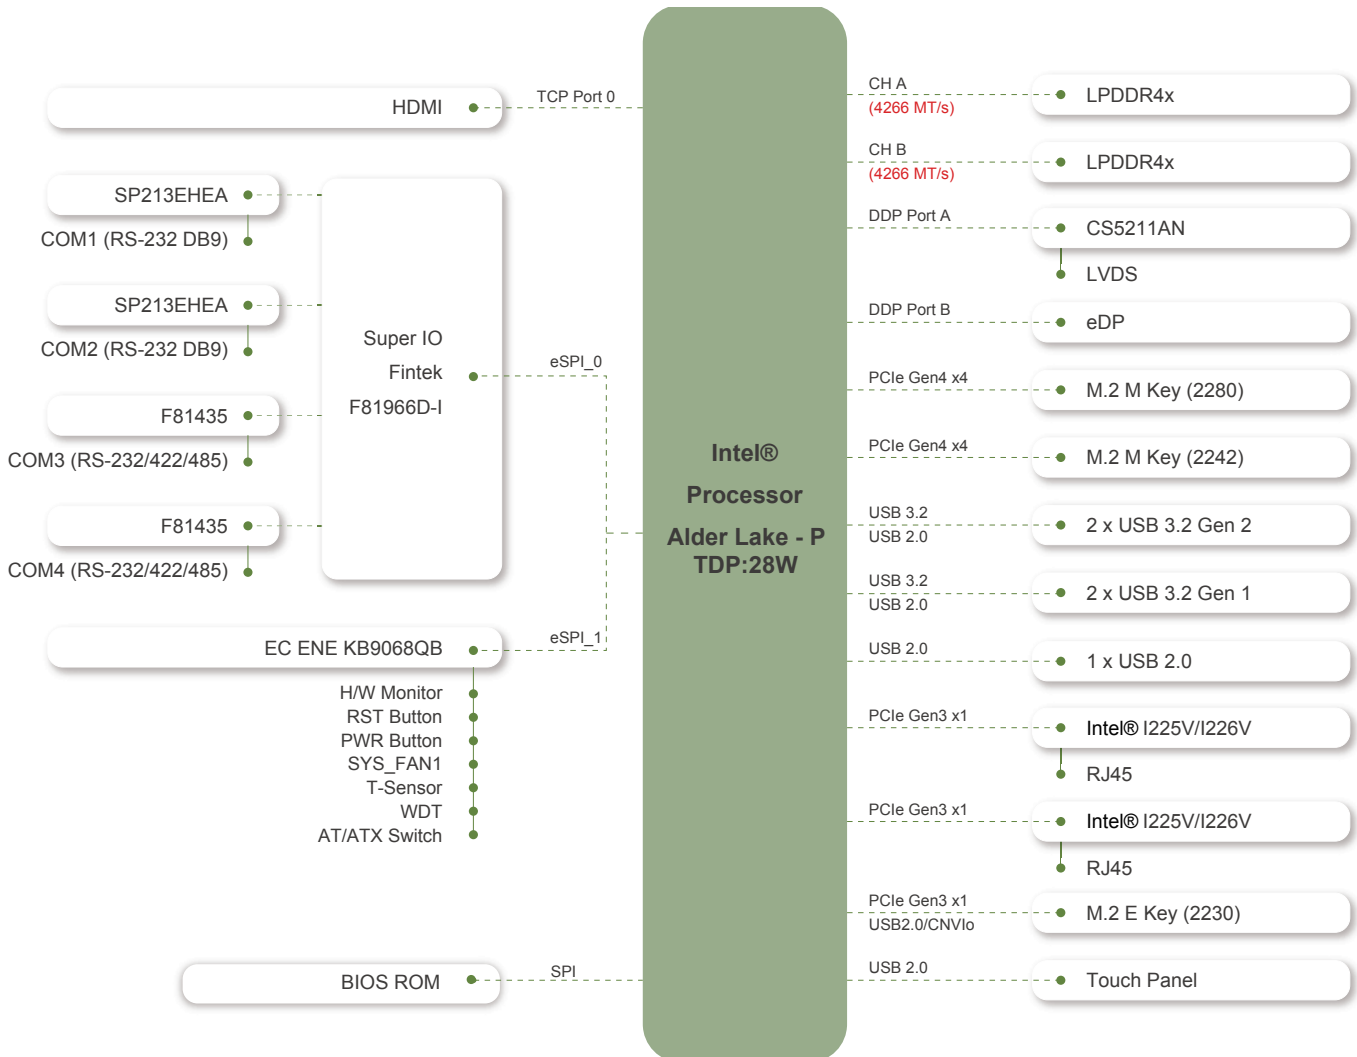 HDMI
TCP Port 0
SP213EHEA
COM1 (RS-232 DB9)
SP213EHEA
COM2 (RS-232 DB9)
F81435
COM3 (RS-232/422/485)
F81435
COM4 (RS-232/422/485)
Super IO
Fintek
F81966D-I
eSPI_0
eSPI_1
EC ENE KB9068QB
H/W Monitor
RST Button
PWR Button
SYS_FAN1
T-Sensor
WDT
AT/ATX Switch
BIOS ROM
SPI
Intel®
Processor
Alder Lake - P
TDP:28W
CH A
(4266 MT/s)
LPDDR4x
CH B
(4266 MT/s)
LPDDR4x
DDP Port A
CS5211AN
LVDS
DDP Port B
eDP
PCIe Gen4 x4
M.2 M Key (2280)
PCIe Gen4 x4
M.2 M Key (2242)
USB 3.2
USB 2.0
2 x USB 3.2 Gen 2
USB 3.2
USB 2.0
2 x USB 3.2 Gen 1
USB 2.0
1 x USB 2.0
PCIe Gen3 x1
Intel® I225V/I226V
RJ45
PCIe Gen3 x1
Intel® I225V/I226V
RJ45
PCIe Gen3 x1
USB2.0/CNVIo
M.2 E Key (2230)
USB 2.0
Touch Panel